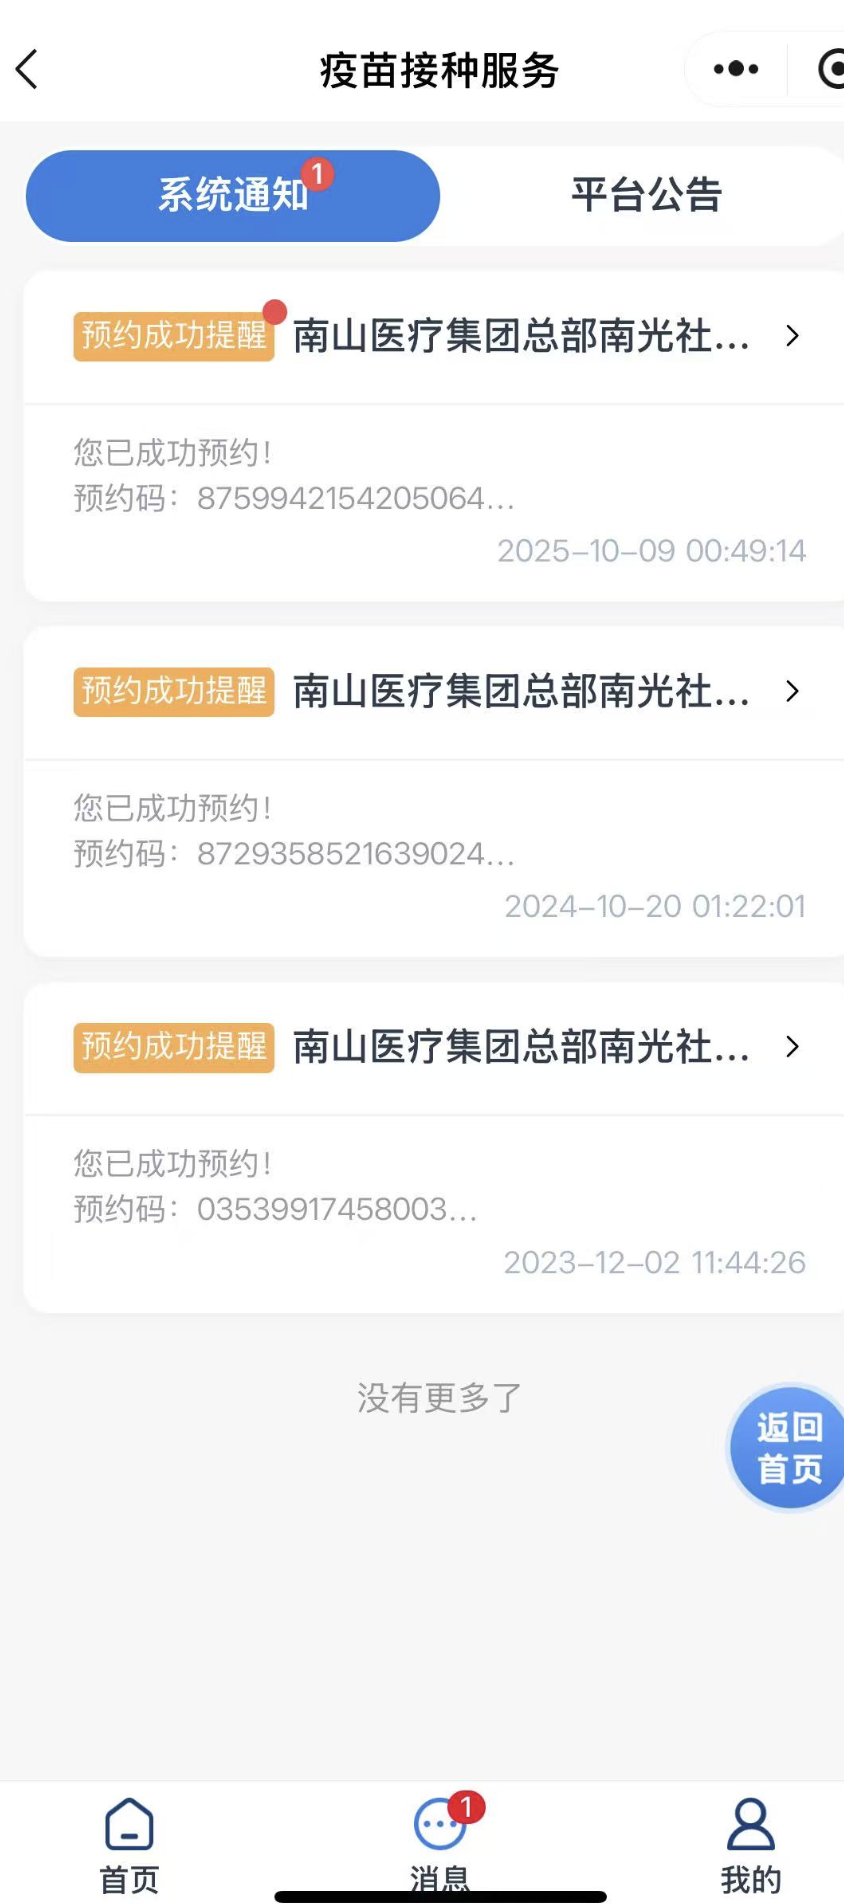 疫苗接种服务
系统通知
1
平台公告
预约成功提醒 南山医疗集团总部南光社...
您已成功预约！
预约码：8759942154205064...
2025-10-09 00:49:14
预约成功提醒 南山医疗集团总部南光社...
您已成功预约！
预约码：8729358521639024...
2024-10-20 01:22:01
预约成功提醒 南山医疗集团总部南光社...
您已成功预约！
预约码：03539917458003...
2023-12-02 11:44:26
没有更多了
返回
首页
1
首页
消息
我的